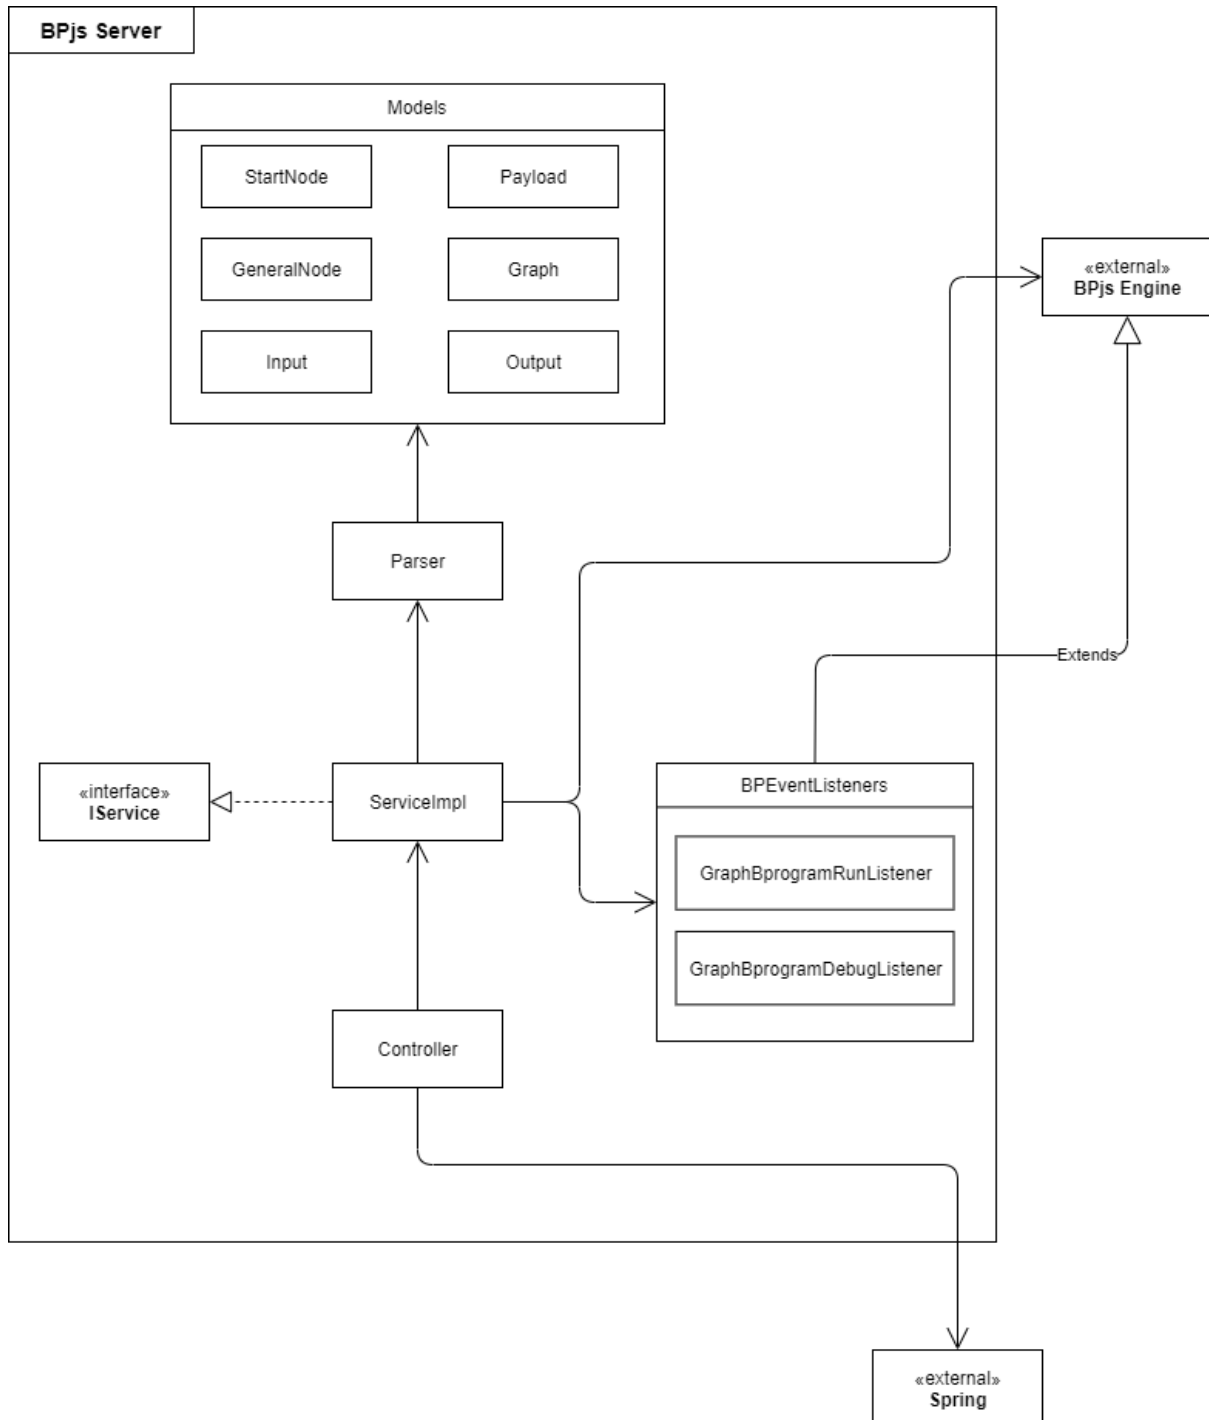 BPjs Server
Models
StartNode
Payload
GeneralNode
Graph
Input
Output
«external»
BPjs Engine
Parser
Extends
«interface»
IService
ServiceImpl
BPEventListeners
GraphBprogramRunListener
GraphBprogramDebugListener
Controller
«external»
Spring